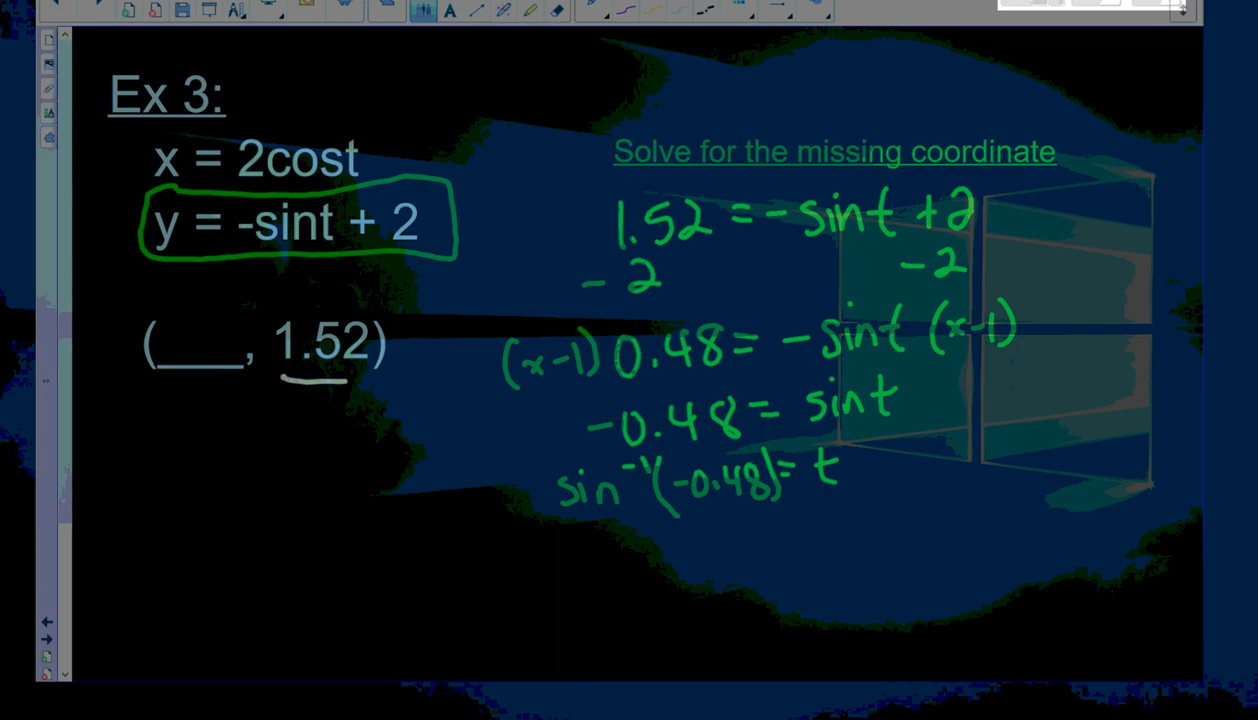 Ex 3:
x = 2cost
y = -sint + 2
(___, 1.52)
Solve for the missing coordinate
1.52 = - sint + 2
- 2 - 2
(x-1) 0.48 = - sint (x-1)
-0.48 = sint
sin⁻¹(-0.48) = t